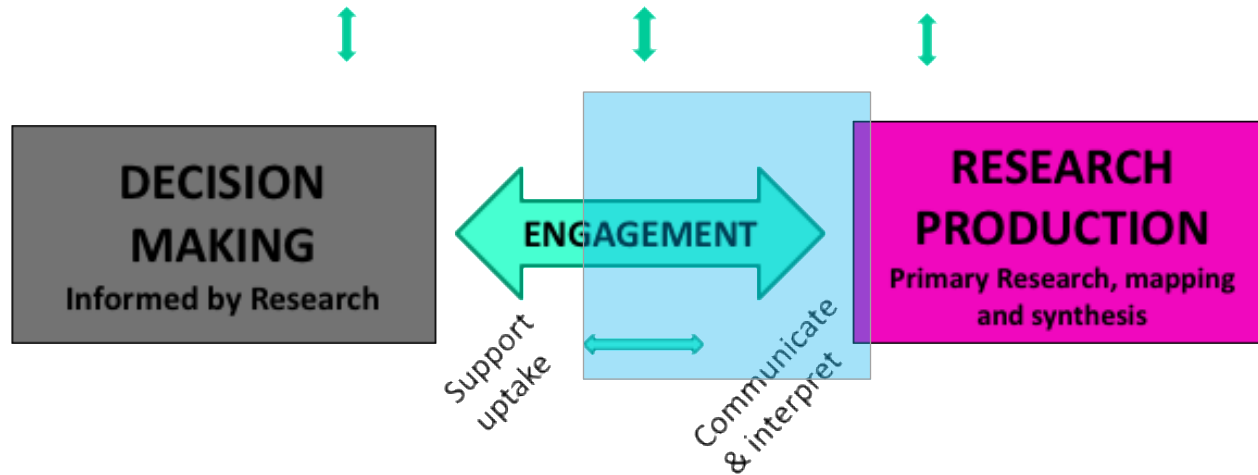 DECISION
MAKING
Informed by Research
ENGAGEMENT
RESEARCH
PRODUCTION
Primary Research, mapping
and synthesis
Support
uptake
Communicate
& interpret